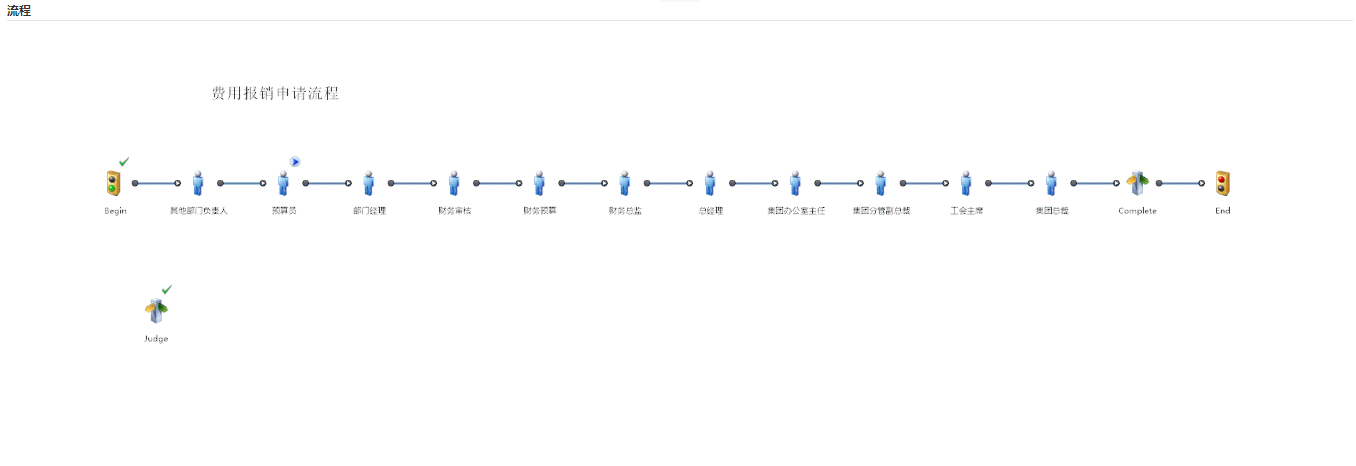 流程
费用报销申请流程
Begin 其他部门负责人 预算员 部门经理 财务审核 财务预算 财务总监 总经理 集团办公室主任 集团分管副总裁 工会主席 集团总裁 Complete End
Judge